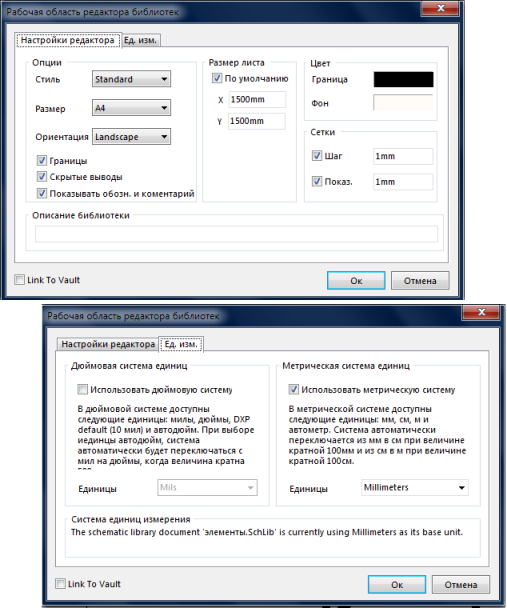 Рабочая область редактора библиотек
Настройки редактора Ед. изм.
Опции
Стиль Standard
Размер A4
Ориентация Landscape
Границы
Скрытые выводы
Показывать обозн. и коментарий
Размер листа
По умолчанию
X 1500mm
Y 1500mm
Цвет
Граница
Фон
Сетки
Шаг 1mm
Показ. 1mm
Описание библиотеки
Link To Vault Ок Отмена
Рабочая область редактора библиотек
Настройки редактора Ед. изм.
Дюймовая система единиц
Использовать дюймовую систему
В дюймовой системе доступны
следующие единицы: милы, дюймы, DXP
default (10 мил) и автодюйм. При выборе
иединцы автодюйм, система
автоматически будет переключаться с
мил на дюймы, когда величина кратна
Единицы Mils
Метрическая система единиц
Использовать метрическую систему
В метрической системе доступны
следующие единицы: мм, см, м и
автометр. Система автоматически
переключается из мм в см при величине
кратной 100мм и из см в м при величине
кратной 100см.
Единицы Millimeters
Система единиц измерения
The schematic library document 'элементы.SchLib' is currently using Millimeters as its base unit.
Link To Vault Ок Отмена